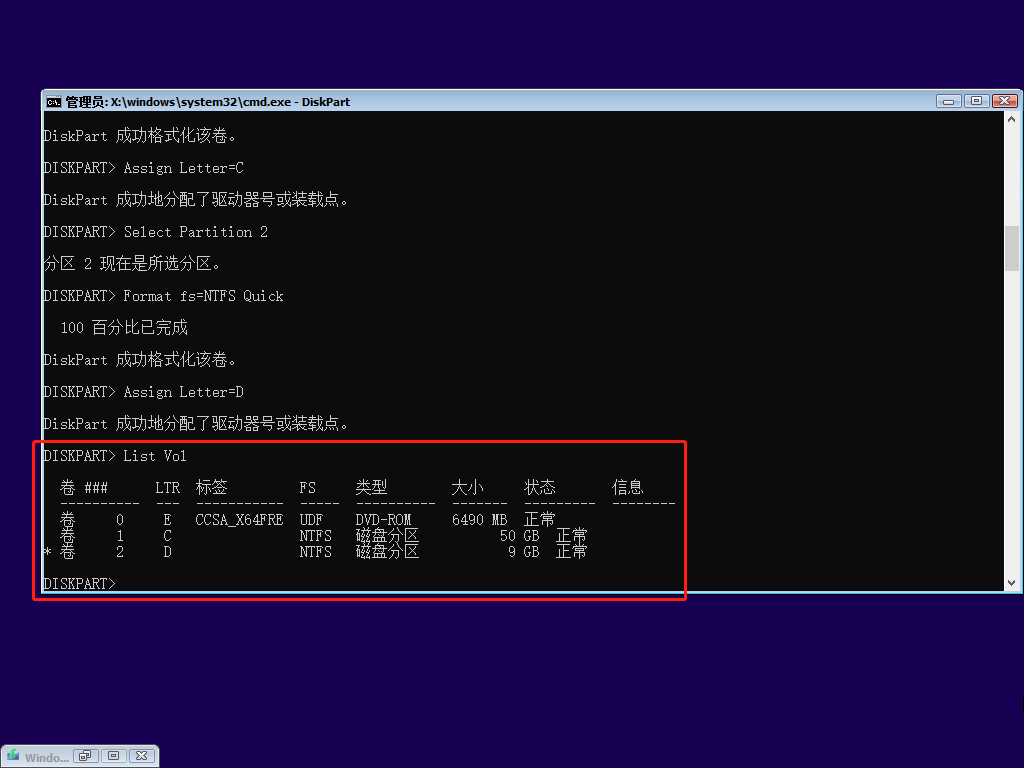 管理员: X:\windows\system32\cmd.exe - DiskPart
DiskPart 成功格式化该卷。
DISKPART> Assign Letter=C
DiskPart 成功地分配了驱动器号或装载点。
DISKPART> Select Partition 2
分区 2 现在是所选分区。
DISKPART> Format fs=NTFS Quick
100 百分比已完成
DiskPart 成功格式化该卷。
DISKPART> Assign Letter=D
DiskPart 成功地分配了驱动器号或装载点。
DISKPART> List Vol
卷 ### LTR 标签 FS 类型 大小 状态 信息
---------- --- ----------- ----- ---------- ------- --------- --------
卷 0 E CCSA_X64FRE UDF DVD-ROM 6490 MB 正常
卷 1 C NTFS 磁盘分区 50 GB 正常
* 卷 2 D NTFS 磁盘分区 9 GB 正常
DISKPART>
Windo...